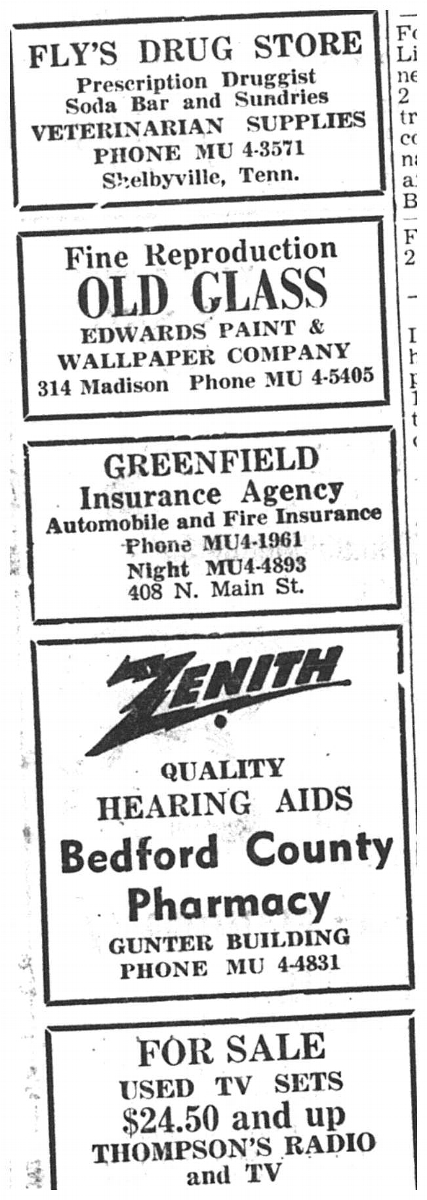 FLY'S DRUG STORE
Prescription Druggist
Soda Bar and Sundries
VETERINARIAN SUPPLIES
PHONE MU 4-3571
Shelbyville, Tenn.
Fine Reproduction
OLD GLASS
EDWARDS PAINT &
WALLPAPER COMPANY
314 Madison Phone MU 4-5405
GREENFIELD
Insurance Agency
Automobile and Fire Insurance
Phone MU4-1961
Night MU4-4893
408 N. Main St.
ZENITH
QUALITY
HEARING AIDS
Bedford County
Pharmacy
GUNTER BUILDING
PHONE MU 4-4831
FOR SALE
USED TV SETS
$24.50 and up
THOMPSON'S RADIO
and TV